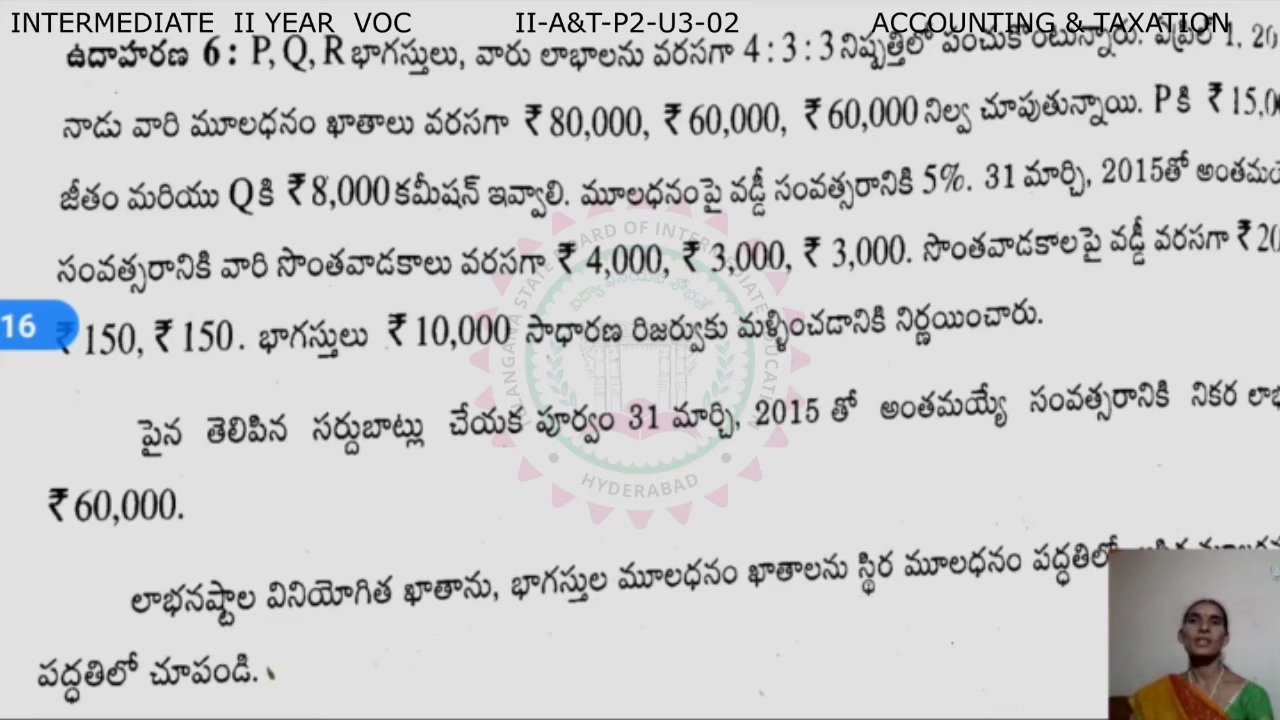 INTERMEDIATE II YEAR VOC II-A&T-P2-U3-02 ACCOUNTING & TAXATION
ఉదాహరణ 6 : P, Q, R భాగస్తులు, వారు లాభాలను వరసగా 4 : 3 : 3 నిష్పత్తిలో పంచుకొంటున్నారు. ఏప్రిల్ 1,
నాడు వారి మూలధనం ఖాతాలు వరసగా ₹ 80,000, ₹ 60,000, ₹ 60,000 నిల్వ చూపుతున్నాయి. P కి
జీతం మరియు Q కి ₹ 8,000 కమీషన్ ఇవ్వాలి. మూలధనంపై వడ్డీ సంవత్సరానికి 5%. 31 మార్చి, 2015తో
సంవత్సరానికి వారి సొంతవాడకాలు వరసగా ₹ 4,000, ₹ 3,000, ₹ 3,000. సొంతవాడకాలపై వడ్డీ వరసగా
16 ₹ 150, ₹ 150. భాగస్తులు ₹ 10,000 సాధారణ రిజర్వుకు మళ్ళించడానికి నిర్ణయించారు.
పైన తెలిపిన సర్దుబాట్లు చేయక పూర్వం 31 మార్చి, 2015 తో అంతమయ్యే సంవత్సరానికి నికర
₹ 60,000.
లాభనష్టాల వినియోగిత ఖాతాను, భాగస్తుల మూలధనం ఖాతాలను స్థిర మూలధనం పద్ధతిలో
పద్ధతిలో చూపండి.
HYDERABAD